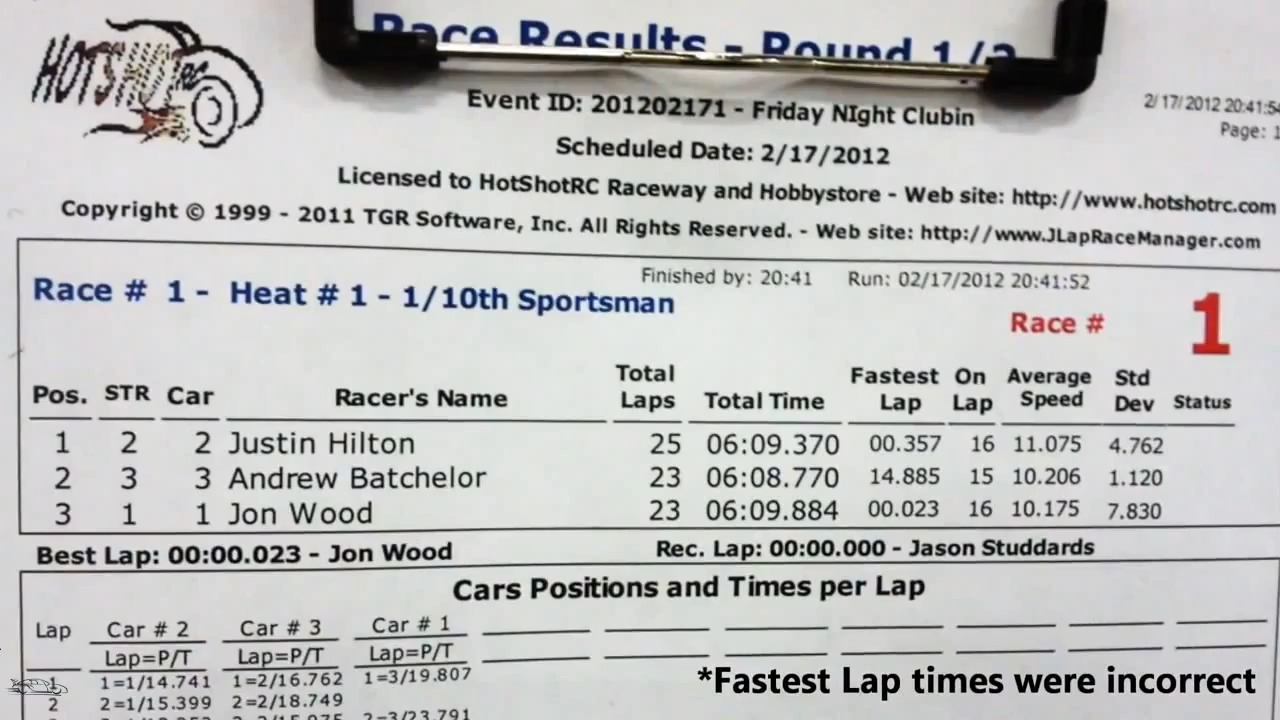 HOTSHOT RC
Race Results - Round 1/2
Event ID: 201202171 - Friday NIght Clubin
2/17/2012 20:41:54
Page: 1
Scheduled Date: 2/17/2012
Licensed to HotShotRC Raceway and Hobbystore - Web site: http://www.hotshotrc.com
Copyright © 1999 - 2011 TGR Software, Inc. All Rights Reserved. - Web site: http://www.JLapRaceManager.com
Finished by: 20:41 Run: 02/17/2012 20:41:52
Race # 1 - Heat # 1 - 1/10th Sportsman
Race # 1
Total Fastest On Average Std
Pos. STR Car Racer's Name Laps Total Time Lap Lap Speed Dev Status
1 2 2 Justin Hilton 25 06:09.370 00.357 16 11.075 4.762
2 3 3 Andrew Batchelor 23 06:08.770 14.885 15 10.206 1.120
3 1 1 Jon Wood 23 06:09.884 00.023 16 10.175 7.830
Best Lap: 00:00.023 - Jon Wood Rec. Lap: 00:00.000 - Jason Studdards
Cars Positions and Times per Lap
Lap Car # 2 Car # 3 Car # 1
Lap=P/T Lap=P/T Lap=P/T
1 1=1/14.741 1=2/16.762 1=3/19.807
2 2=1/15.399 2=2/18.749
2=3/23.791
*Fastest Lap times were incorrect